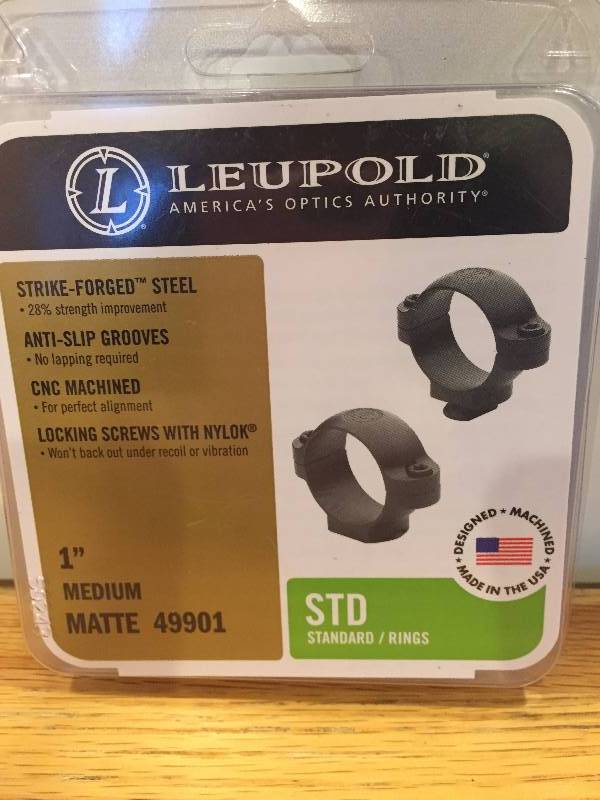 L
LEUPOLD®
AMERICA'S OPTICS AUTHORITY®
STRIKE-FORGED™ STEEL
• 28% strength improvement
ANTI-SLIP GROOVES
• No lapping required
CNC MACHINED
• For perfect alignment
LOCKING SCREWS WITH NYLOK®
• Won't back out under recoil or vibration
1”
MEDIUM
MATTE 49901
DESIGNED ★ MACHINED
★ MADE IN THE USA ★
STD
STANDARD / RINGS